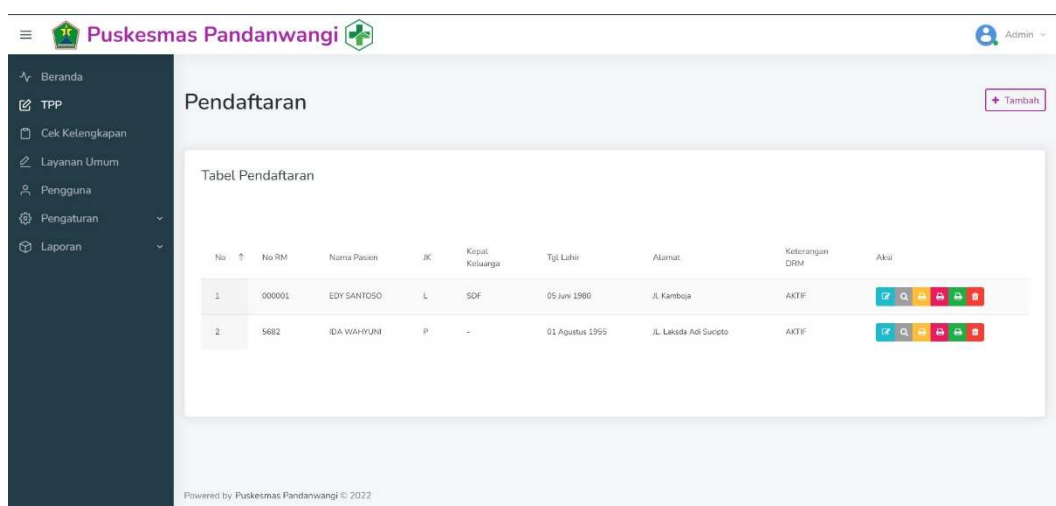 Puskesmas Pandanwangi
Admin
Beranda
TPP
Cek Kelengkapan
Layanan Umum
Pengguna
Pengaturan
Laporan
Pendaftaran
+ Tambah
Tabel Pendaftaran
No ↑ No RM Nama Pasien JK Kepal Keluarga Tgl Lahir Alamat Keterangan DRM Aksi
1 000001 EDY SANTOSO L SDF 05 Juni 1980 Jl. Kamboja AKTIF
2 5682 IDA WAHYUNI P - 01 Agustus 1955 JL. Laksda Adi Sucipto AKTIF
Powered by Puskesmas Pandanwangi © 2022